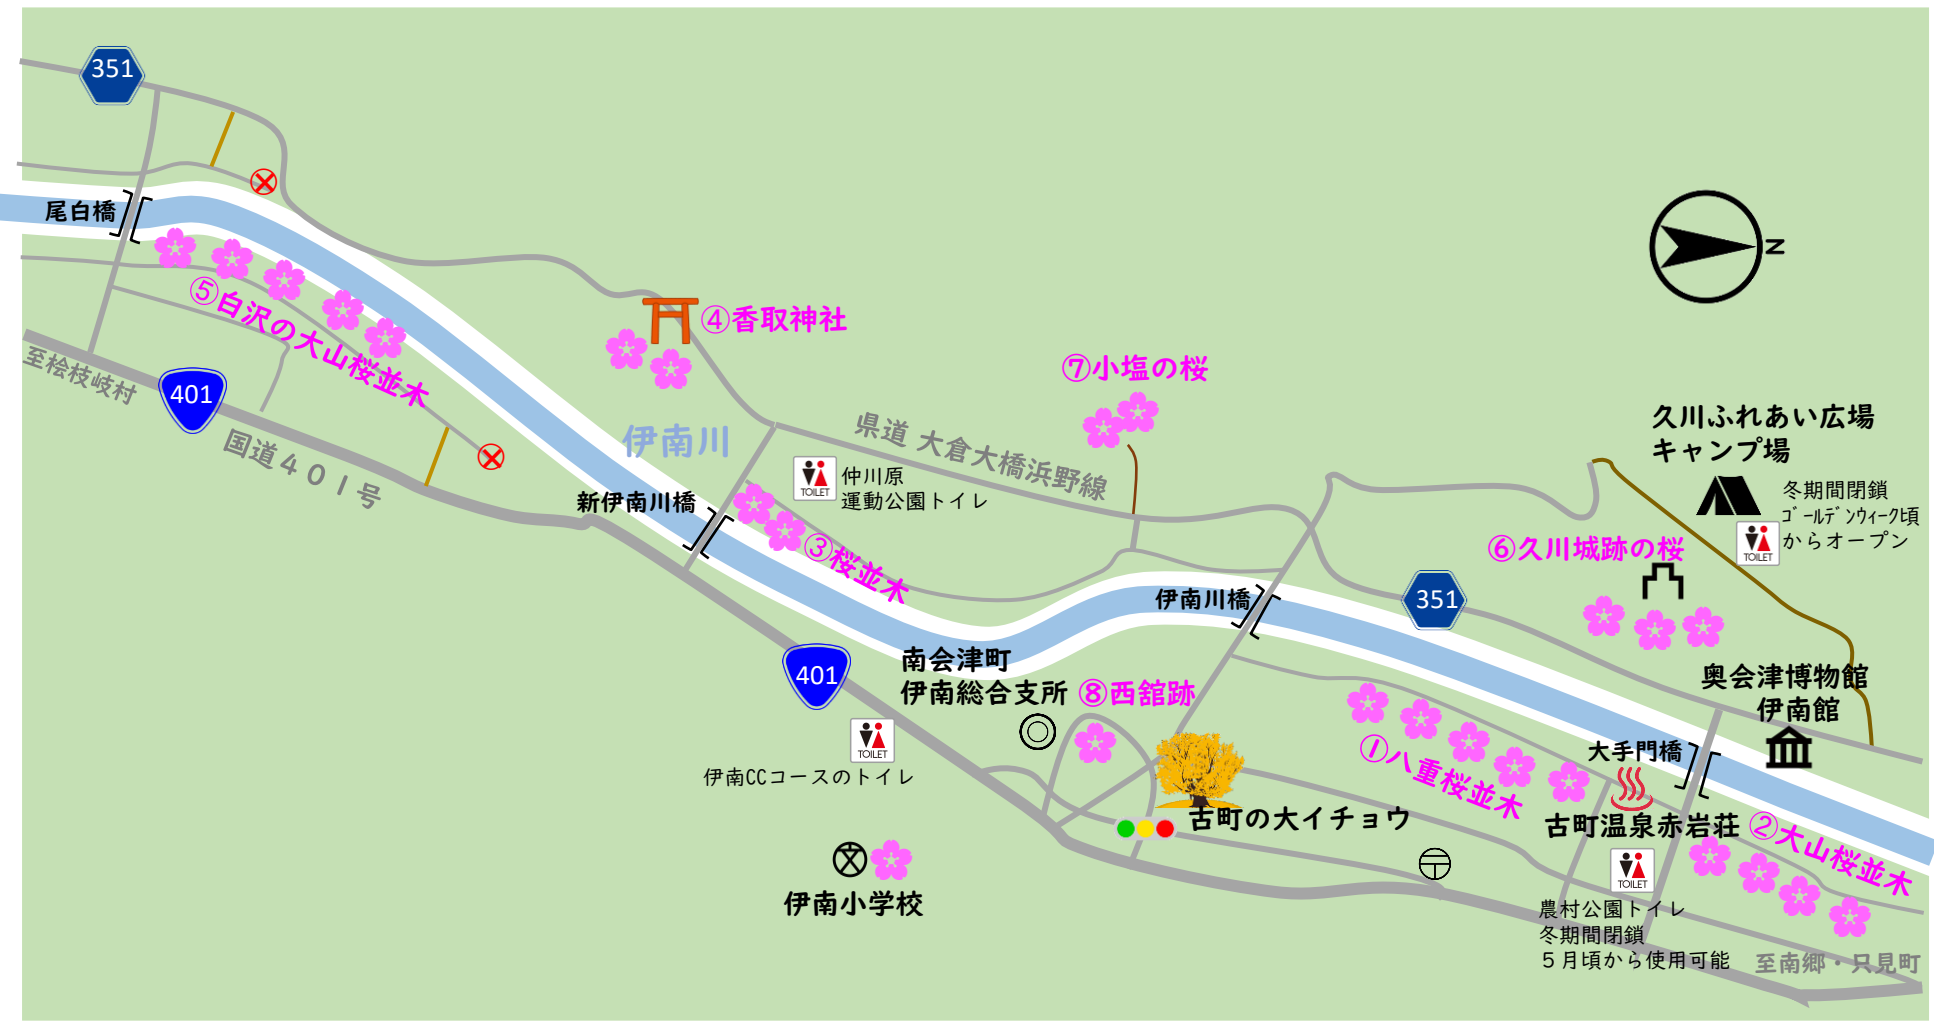 351
尾白橋
⑤白沢の大山桜並木
至桧枝岐村
401
国道401号
④香取神社
伊南川
新伊南川橋
TOILET
仲川原
運動公園トイレ
③桜並木
県道 大倉大橋浜野線
⑦小塩の桜
N
久川ふれあい広場
キャンプ場
冬期間閉鎖
ゴールデンウィーク頃
からオープン
TOILET
⑥久川城跡の桜
伊南川橋
351
401
南会津町
伊南総合支所
⑧西舘跡
TOILET
伊南CCコースのトイレ
奥会津博物館
伊南館
大手門橋
①八重桜並木
古町の大イチョウ
古町温泉赤岩荘
②大山桜並木
文
伊南小学校
TOILET
農村公園トイレ
冬期間閉鎖
5月頃から使用可能
至南郷・只見町